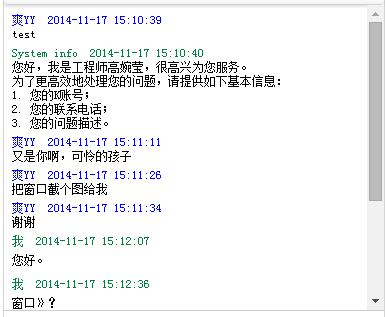 爽YY 2014-11-17 15:10:39
test
System info 2014-11-17 15:10:40
您好，我是工程师高婉莹，很高兴为您服务。
为了更高效地处理您的问题，请提供如下基本信息：
1. 您的X账号；
2. 您的联系电话；
3. 您的问题描述。
爽YY 2014-11-17 15:11:11
又是你啊，可怜的孩子
爽YY 2014-11-17 15:11:26
把窗口截个图给我
爽YY 2014-11-17 15:11:34
谢谢
我 2014-11-17 15:12:07
您好。
我 2014-11-17 15:12:36
窗口》？